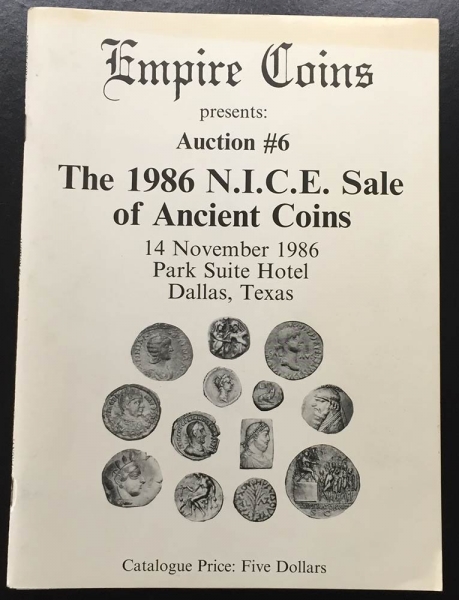 Empire Coins
presents:
Auction #6
The 1986 N.I.C.E. Sale
of Ancient Coins
14 November 1986
Park Suite Hotel
Dallas, Texas
S C
Catalogue Price: Five Dollars